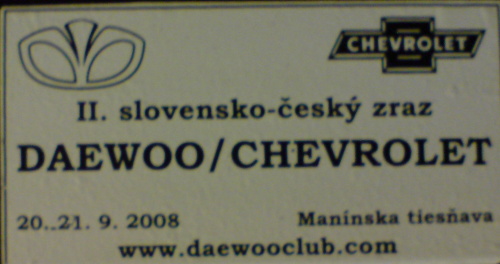 CHEVROLET
II. slovensko-český zraz
DAEWOO/CHEVROLET
20..21. 9. 2008 Manínska tiesňava
www.daewooclub.com